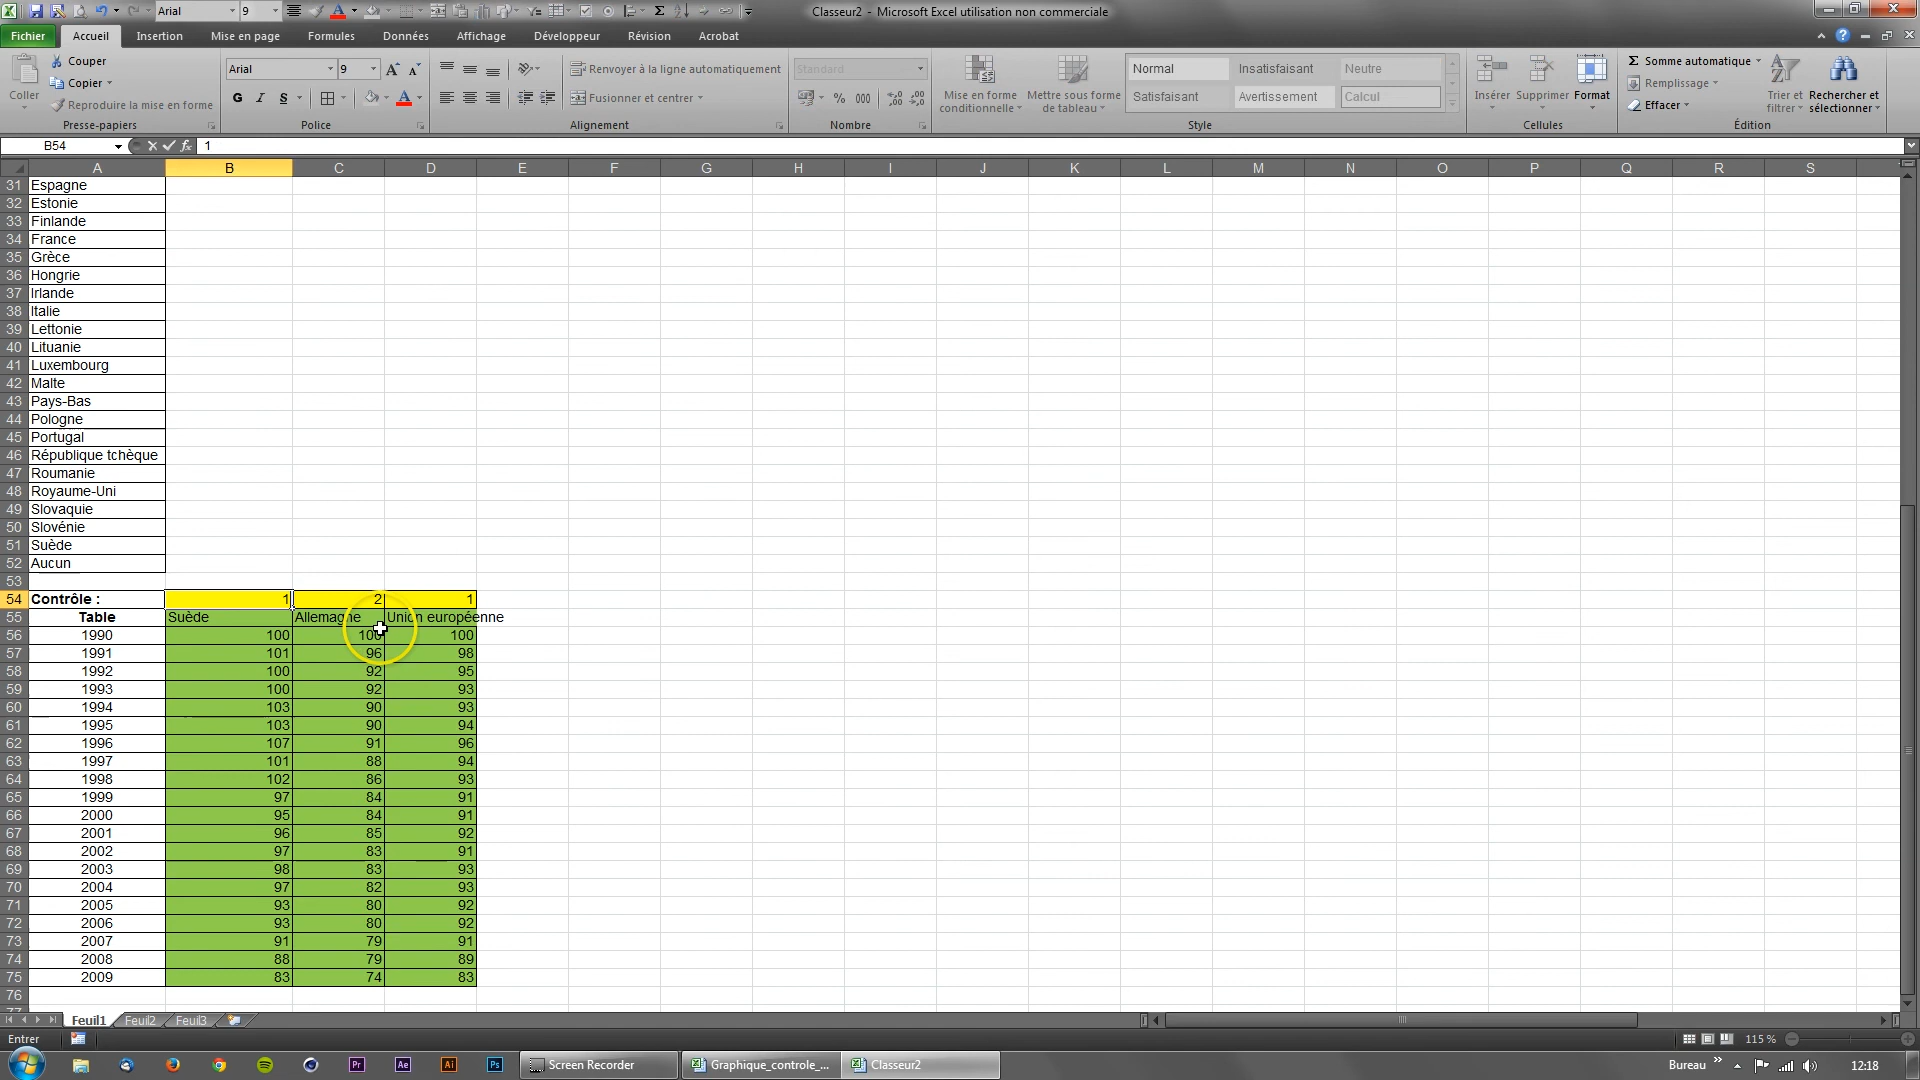 Arial 9
Classeur2 - Microsoft Excel utilisation non commerciale
Fichier Accueil Insertion Mise en page Formules Données Affichage Développeur Révision Acrobat
Couper
Copier
Reproduire la mise en forme
Coller
Presse-papiers
Arial 9
G I S
Police
Renvoyer à la ligne automatiquement
Fusionner et centrer
Alignement
Standard
% 000
Nombre
Mise en forme conditionnelle
Mettre sous forme de tableau
Normal Insatisfaisant Neutre
Satisfaisant Avertissement Calcul
Style
Insérer Supprimer Format
Cellules
Somme automatique
Remplissage
Effacer
Trier et filtrer
Rechercher et sélectionner
Édition
B54 fx 1
A B C D E F G H I J K L M N O P Q R S
31 Espagne
32 Estonie
33 Finlande
34 France
35 Grèce
36 Hongrie
37 Irlande
38 Italie
39 Lettonie
40 Lituanie
41 Luxembourg
42 Malte
43 Pays-Bas
44 Pologne
45 Portugal
46 République tchèque
47 Roumanie
48 Royaume-Uni
49 Slovaquie
50 Slovénie
51 Suède
52 Aucun
53
54 Contrôle : 1 2 1
55 Table Suède Allemagne Union européenne
56 1990 100 100 100
57 1991 101 96 98
58 1992 100 92 95
59 1993 100 92 93
60 1994 103 90 93
61 1995 103 90 94
62 1996 107 91 96
63 1997 101 88 94
64 1998 102 86 93
65 1999 97 84 91
66 2000 95 84 91
67 2001 96 85 92
68 2002 97 83 91
69 2003 98 83 93
70 2004 97 82 93
71 2005 93 80 92
72 2006 93 80 92
73 2007 91 79 91
74 2008 88 79 89
75 2009 83 74 83
76
77
Feuil1 Feuil2 Feuil3
Entrer 115 %
Pr Ae Ai Ps Screen Recorder Graphique_controle_... Classeur2 Bureau 12:18